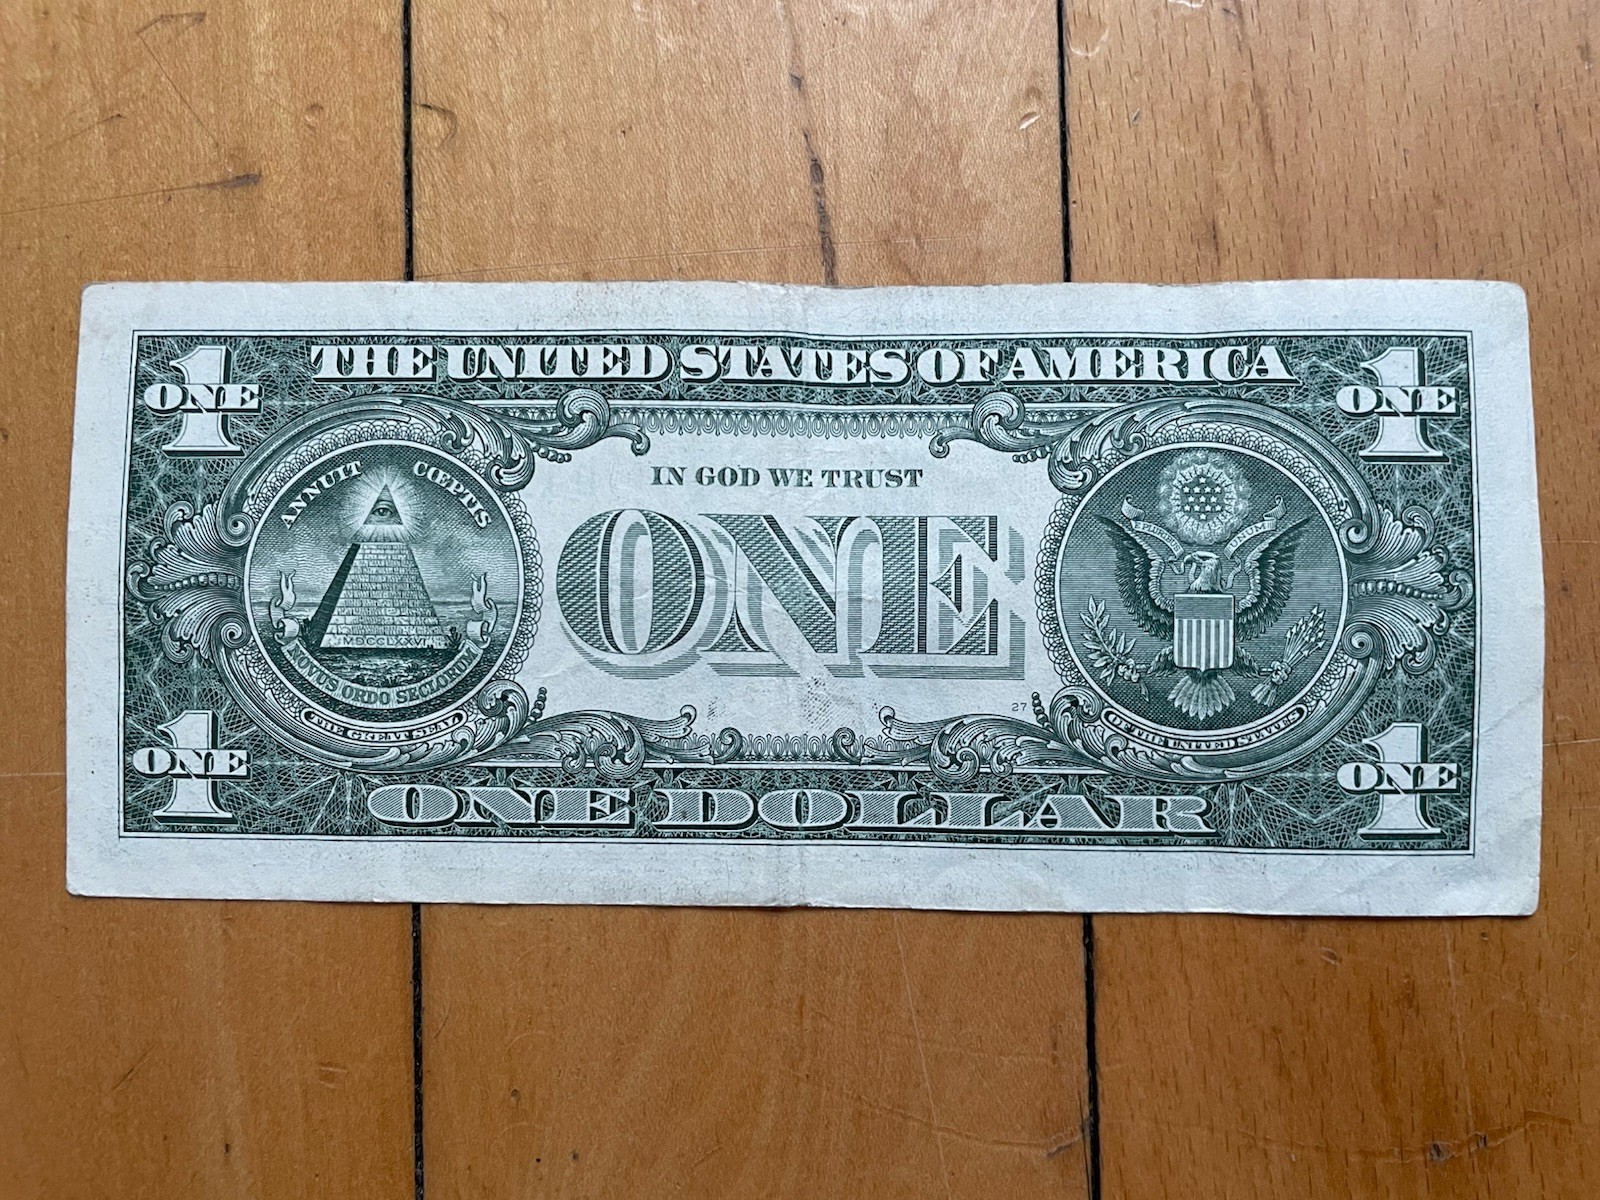 THE UNITED STATES OF AMERICA
1 ONE
1 ONE
ANNUIT CŒPTIS
MDCCLXXVI
NOVUS ORDO SECLORUM
THE GREAT SEAL
IN GOD WE TRUST
ONE
27
E PLURIBUS UNUM
OF THE UNITED STATES
1 ONE
1 ONE
ONE DOLLAR